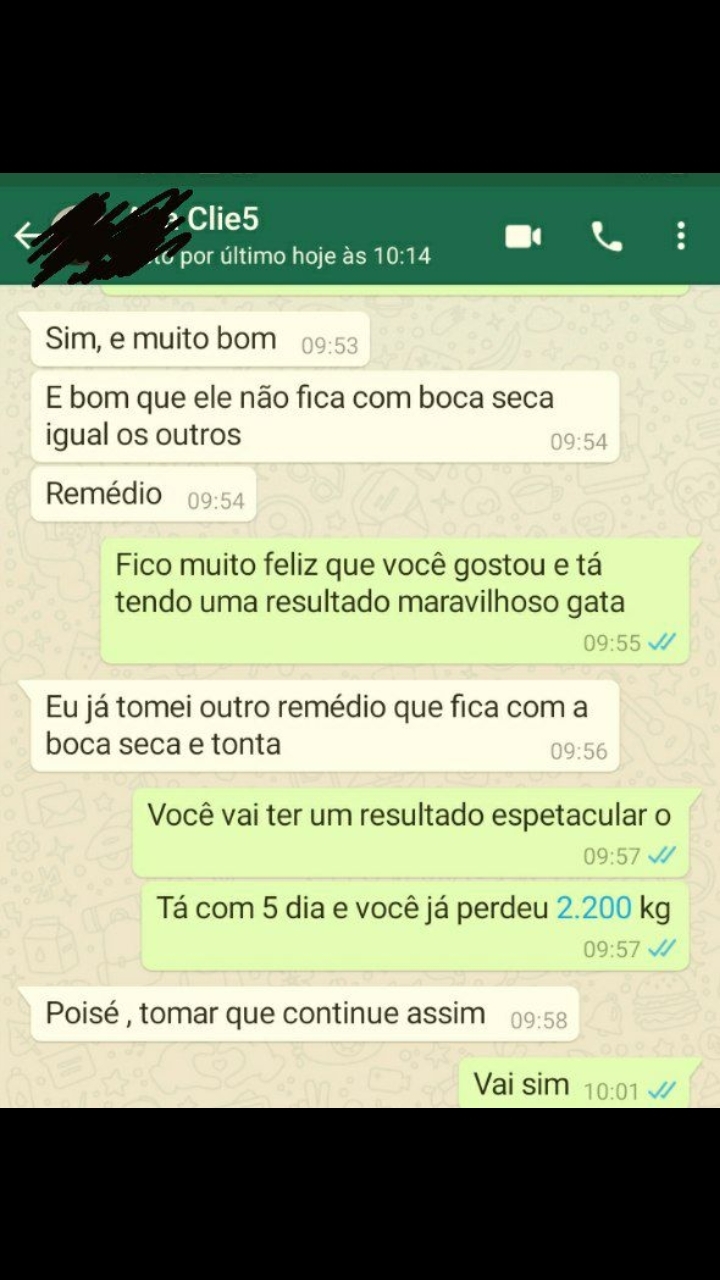 Clie5
por último hoje às 10:14
Sim, e muito bom 09:53
E bom que ele não fica com boca seca
igual os outros 09:54
Remédio 09:54
Fico muito feliz que você gostou e tá
tendo uma resultado maravilhoso gata
09:55
Eu já tomei outro remédio que fica com a
boca seca e tonta 09:56
Você vai ter um resultado espetacular o
09:57
Tá com 5 dia e você já perdeu 2.200 kg
09:57
Poisé , tomar que continue assim 09:58
Vai sim 10:01